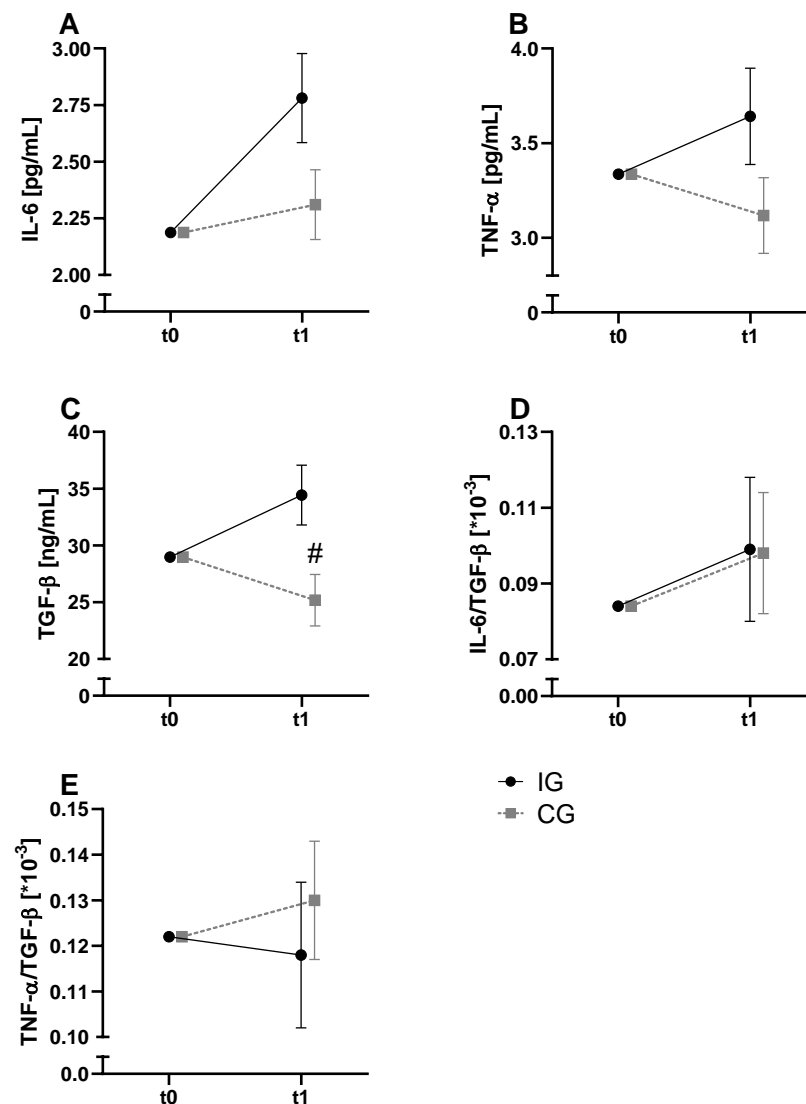 A
IL-6 [pg/mL]
3.00
2.75
2.50
2.25
2.00
0
t0 t1
B
TNF-α [pg/mL]
4.0
3.5
3.0
0
t0 t1
C
TGF-β [ng/mL]
40
35
30
25
20
0
#
t0 t1
D
IL-6/TGF-β [*10⁻³]
0.13
0.11
0.09
0.07
0.00
t0 t1
E
TNF-α/TGF-β [*10⁻³]
0.15
0.14
0.13
0.12
0.11
0.10
0.0
t0 t1
IG
CG